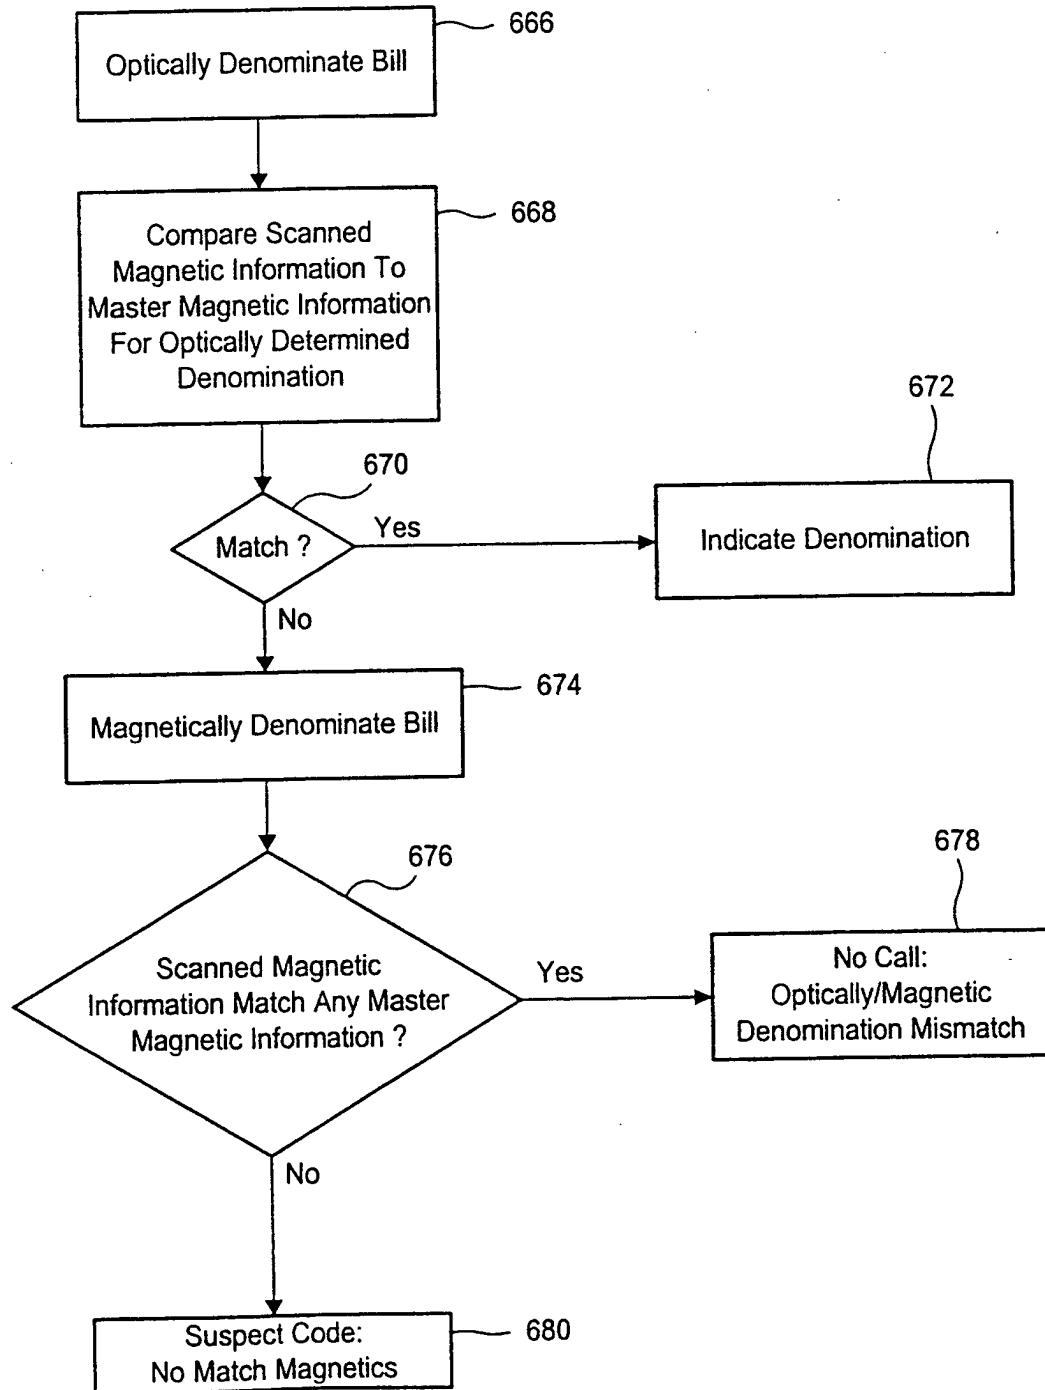 666
Optically Denominate Bill
668
Compare Scanned
Magnetic Information To
Master Magnetic Information
For Optically Determined
Denomination
672
670
Match ?
Yes
Indicate Denomination
No
674
Magnetically Denominate Bill
676
678
Scanned Magnetic
Information Match Any Master
Magnetic Information ?
Yes
No Call:
Optically/Magnetic
Denomination Mismatch
No
680
Suspect Code:
No Match Magnetics